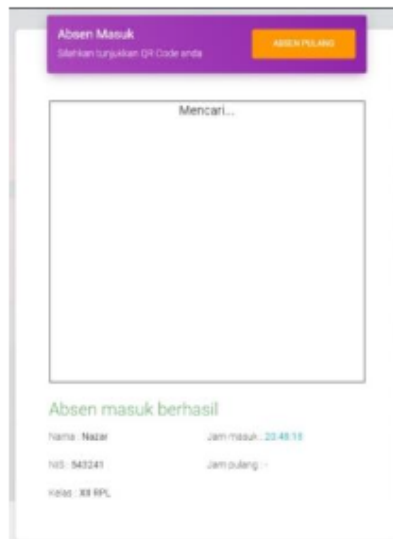 Absen Masuk
Silahkan tunjukkan QR Code anda
ABSEN PULANG
Mencari...
Absen masuk berhasil
Nama : Nazar
Jam masuk : 20:48:18
NIS : 543241
Jam pulang : -
Kelas : XII RPL